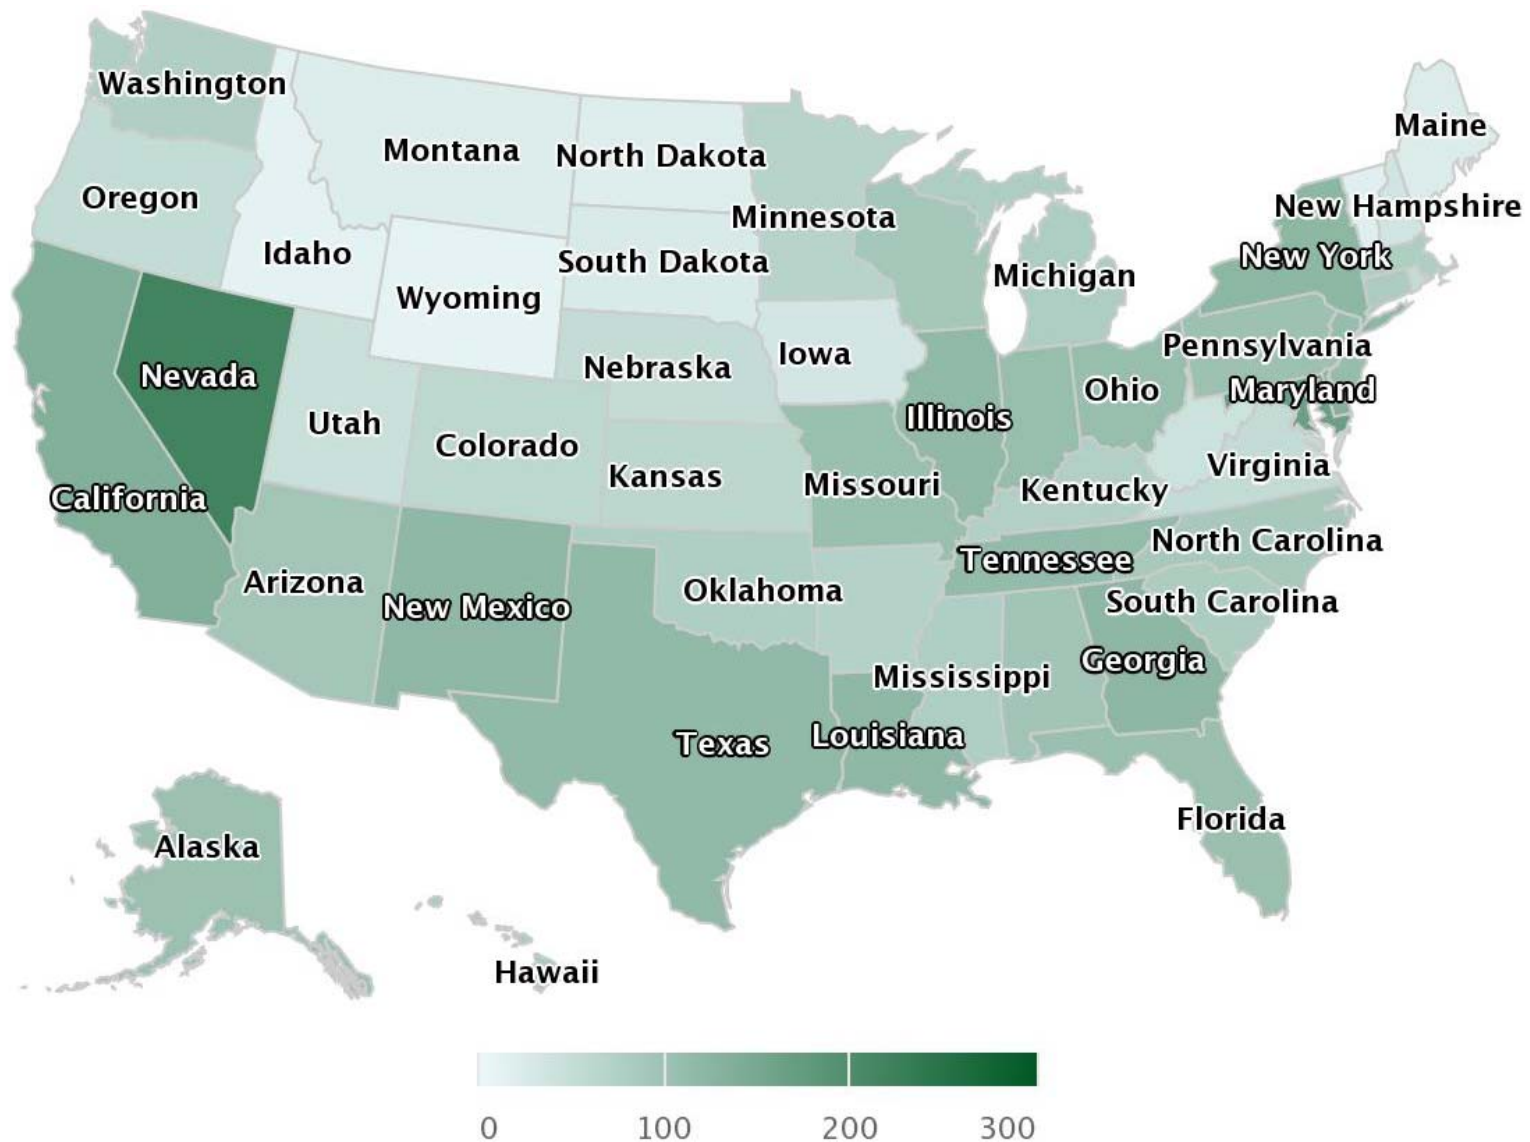 Washington
Maine
Montana
North Dakota
Oregon
New Hampshire
Minnesota
Idaho
New York
South Dakota
Michigan
Wyoming
Pennsylvania
Iowa
Nebraska
Nevada
Maryland
Ohio
Illinois
Utah
Colorado
Virginia
Kansas
Missouri
Kentucky
California
North Carolina
Tennessee
Arizona
Oklahoma
South Carolina
New Mexico
Georgia
Mississippi
Louisiana
Texas
Florida
Alaska
Hawaii
0 100 200 300